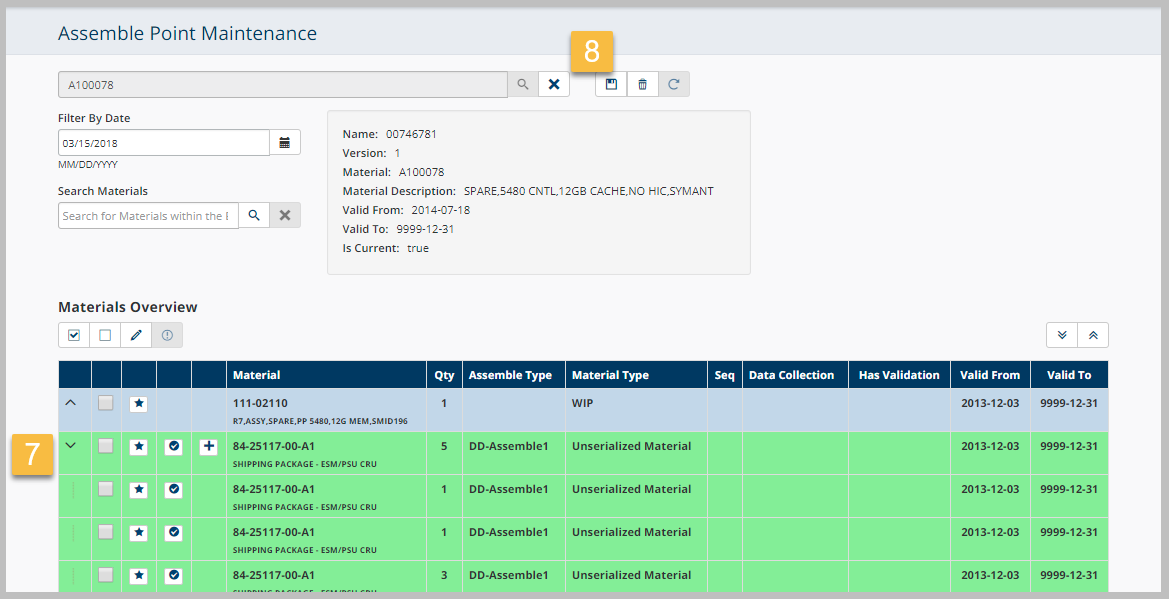 Assemble Point Maintenance
8
A100078
Filter By Date
03/15/2018
MM/DD/YYYY
Search Materials
Search for Materials within the
Name: 00746781
Version: 1
Material: A100078
Material Description: SPARE,5480 CNTL,12GB CACHE,NO HIC,SYMANT
Valid From: 2014-07-18
Valid To: 9999-12-31
Is Current: true
Materials Overview
Material Qty Assemble Type Material Type Seq Data Collection Has Validation Valid From Valid To
111-02110 1 WIP 2013-12-03 9999-12-31
R7,ASSY,SPARE,PP 5480,12G MEM,SMID196
7
84-25117-00-A1 5 DD-Assemble1 Unserialized Material 2013-12-03 9999-12-31
SHIPPING PACKAGE - ESM/PSU CRU
84-25117-00-A1 1 DD-Assemble1 Unserialized Material 2013-12-03 9999-12-31
SHIPPING PACKAGE - ESM/PSU CRU
84-25117-00-A1 1 DD-Assemble1 Unserialized Material 2013-12-03 9999-12-31
SHIPPING PACKAGE - ESM/PSU CRU
84-25117-00-A1 3 DD-Assemble1 Unserialized Material 2013-12-03 9999-12-31
SHIPPING PACKAGE - ESM/PSU CRU